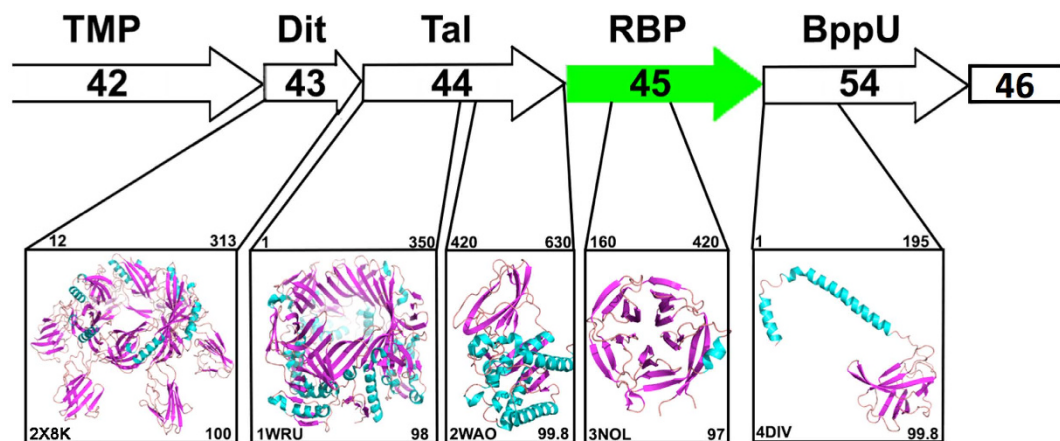 TMP Dit Tal RBP BppU
42 43 44 45 54 46
12 313 1 350 420 630 160 420 1 195
2X8K 100 1WRU 98 2WAO 99.8 3NOL 97 4DIV 99.8